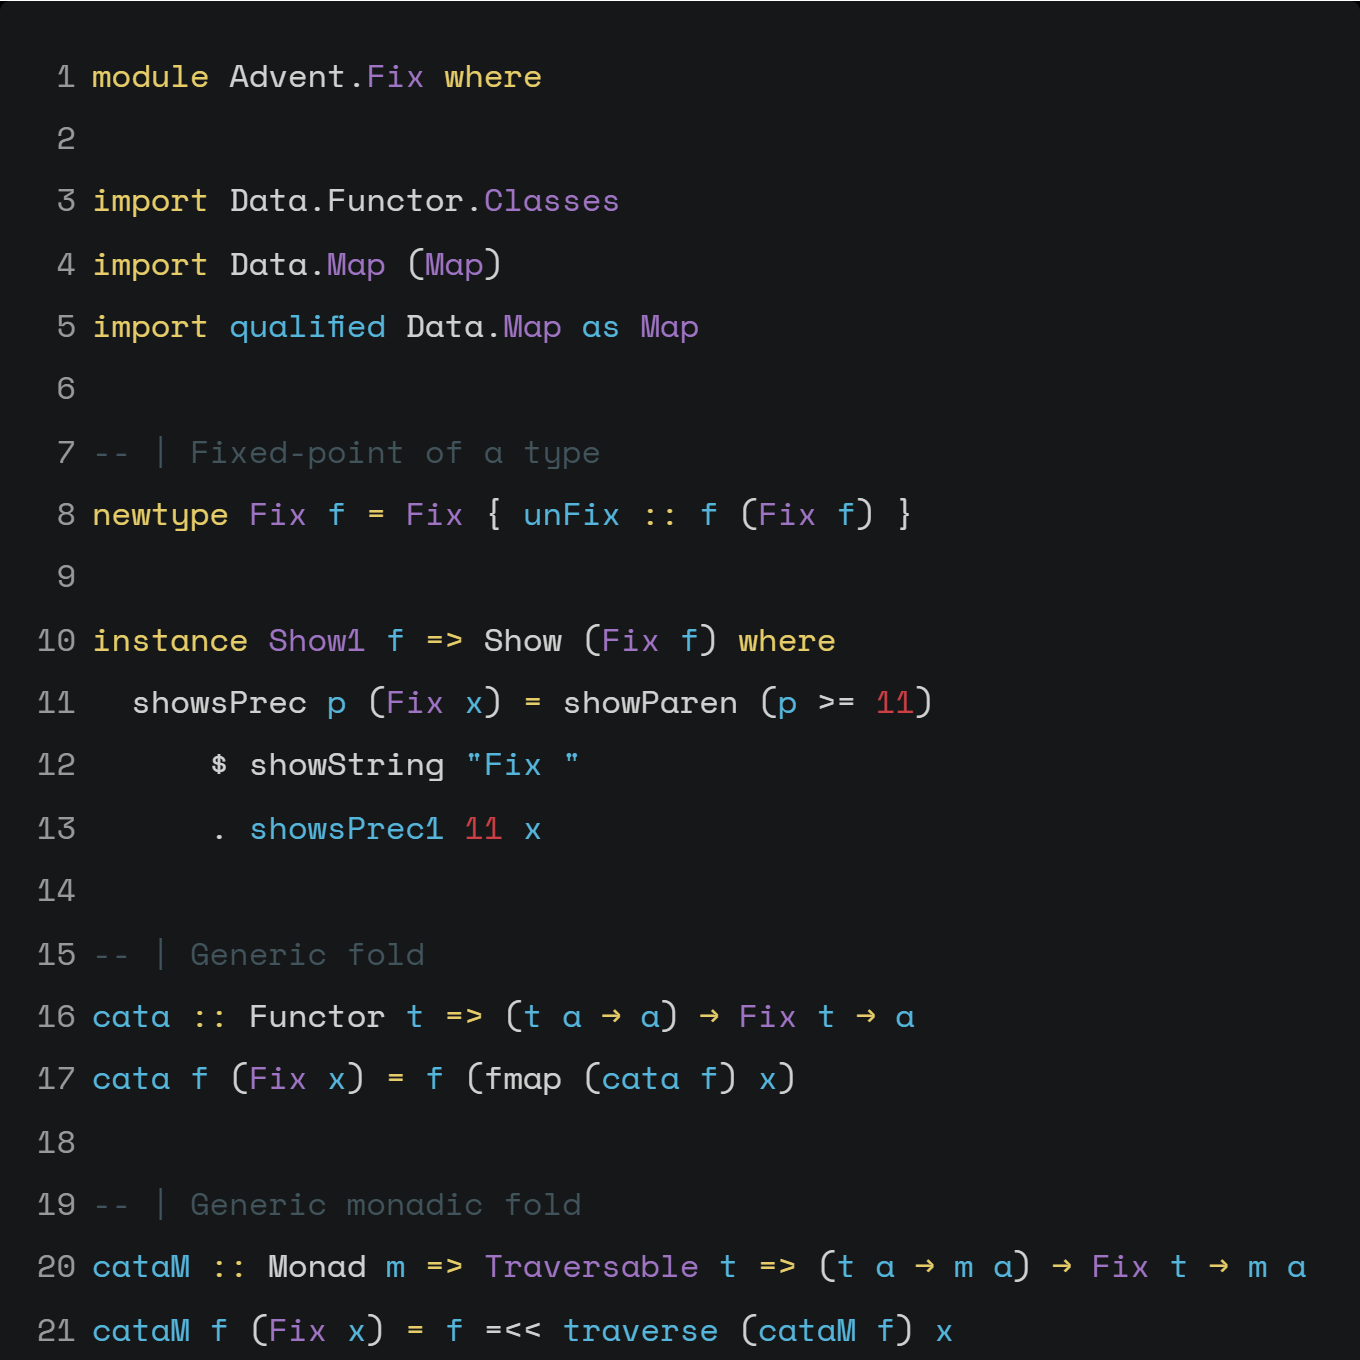 1 module Advent.Fix where
2
3 import Data.Functor.Classes
4 import Data.Map (Map)
5 import qualified Data.Map as Map
6
7 -- | Fixed-point of a type
8 newtype Fix f = Fix { unFix :: f (Fix f) }
9
10 instance Show1 f => Show (Fix f) where
11   showsPrec p (Fix x) = showParen (p >= 11)
12       $ showString "Fix "
13       . showsPrec1 11 x
14
15 -- | Generic fold
16 cata :: Functor t => (t a → a) → Fix t → a
17 cata f (Fix x) = f (fmap (cata f) x)
18
19 -- | Generic monadic fold
20 cataM :: Monad m => Traversable t => (t a → m a) → Fix t → m a
21 cataM f (Fix x) = f =<< traverse (cataM f) x